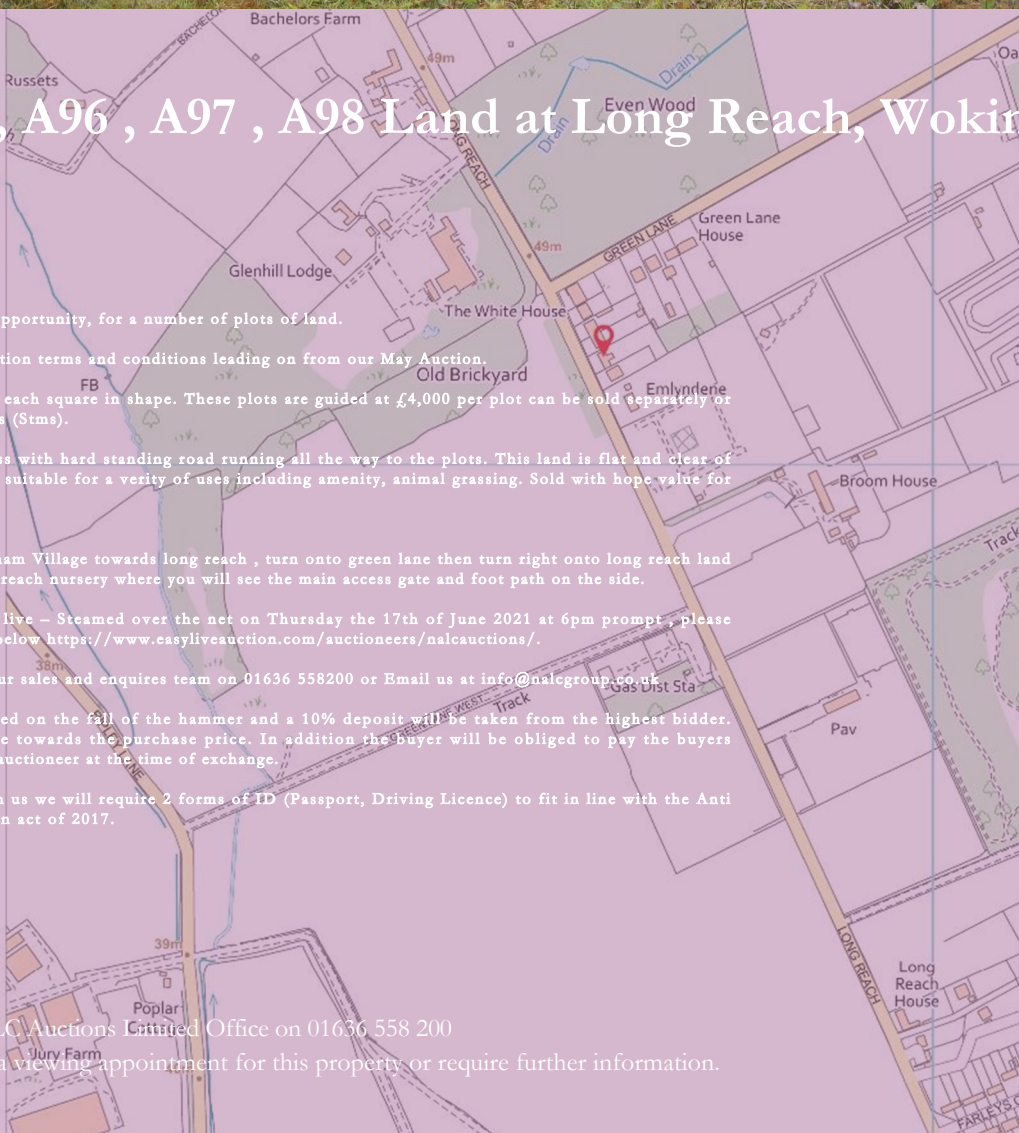 Bachelors Farm
49m
Russets
Drain
Even Wood
, A96 , A97 , A98 Land at Long Reach, Wokin
Drain
LONG REACH
Green Lane
House
GREEN LANE
49m
Glenhill Lodge
The White House
pportunity, for a number of plots of land.
tion terms and conditions leading on from our May Auction.
Old Brickyard
FB
Emlyndene
each square in shape. These plots are guided at £4,000 per plot can be sold separately or
s (Stms).
ss with hard standing road running all the way to the plots. This land is flat and clear of
suitable for a verity of uses including amenity, animal grassing. Sold with hope value for
Broom House
Track
ham Village towards long reach , turn onto green lane then turn right onto long reach land
reach nursery where you will see the main access gate and foot path on the side.
live – Steamed over the net on Thursday the 17th of June 2021 at 6pm prompt , please
below https://www.easyliveauction.com/auctioneers/nalcauctions/.
38m
ur sales and enquires team on 01636 558200 or Email us at info@nalcgroup.co.uk
Gas Dist Sta
GREEN LANE WEST
Track
ed on the fall of the hammer and a 10% deposit will be taken from the highest bidder.
Pav
e towards the purchase price. In addition the buyer will be obliged to pay the buyers
auctioneer at the time of exchange.
h us we will require 2 forms of ID (Passport, Driving Licence) to fit in line with the Anti
n act of 2017.
LONG REACH
39m
Long
Reach
House
Poplar
LC Auctions Limited Office on 01636 558 200
Jury Farm
a viewing appointment for this property or require further information.
FARLEYS C